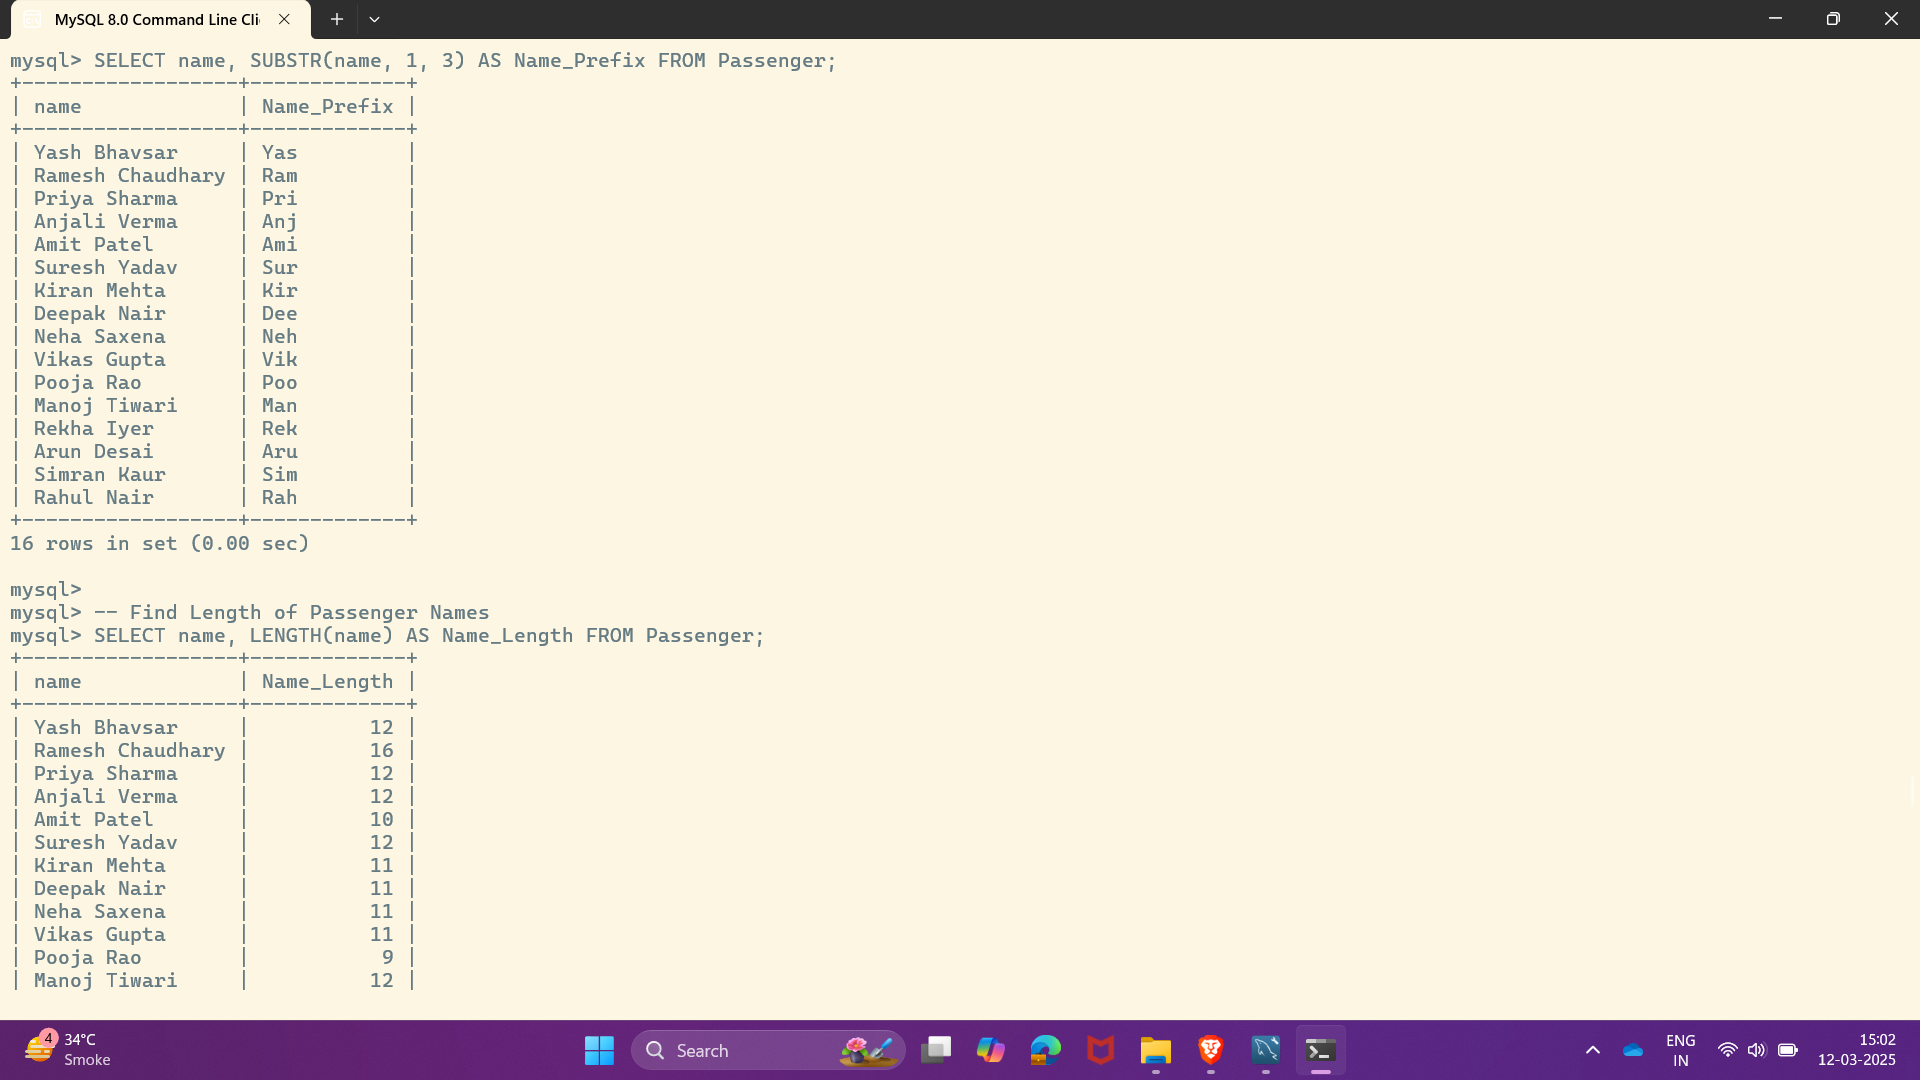 MySQL 8.0 Command Line Cli
mysql> SELECT name, SUBSTR(name, 1, 3) AS Name_Prefix FROM Passenger;
+------------------+-------------+
| name             | Name_Prefix |
+------------------+-------------+
| Yash Bhavsar     | Yas         |
| Ramesh Chaudhary | Ram         |
| Priya Sharma     | Pri         |
| Anjali Verma     | Anj         |
| Amit Patel       | Ami         |
| Suresh Yadav     | Sur         |
| Kiran Mehta      | Kir         |
| Deepak Nair      | Dee         |
| Neha Saxena      | Neh         |
| Vikas Gupta      | Vik         |
| Pooja Rao        | Poo         |
| Manoj Tiwari     | Man         |
| Rekha Iyer       | Rek         |
| Arun Desai       | Aru         |
| Simran Kaur      | Sim         |
| Rahul Nair       | Rah         |
+------------------+-------------+
16 rows in set (0.00 sec)
mysql>
mysql> -- Find Length of Passenger Names
mysql> SELECT name, LENGTH(name) AS Name_Length FROM Passenger;
+------------------+-------------+
| name             | Name_Length |
+------------------+-------------+
| Yash Bhavsar     |          12 |
| Ramesh Chaudhary |          16 |
| Priya Sharma     |          12 |
| Anjali Verma     |          12 |
| Amit Patel       |          10 |
| Suresh Yadav     |          12 |
| Kiran Mehta      |          11 |
| Deepak Nair      |          11 |
| Neha Saxena      |          11 |
| Vikas Gupta      |          11 |
| Pooja Rao        |           9 |
| Manoj Tiwari     |          12 |
4
34°C
Smoke
Search
ENG
IN
15:02
12-03-2025